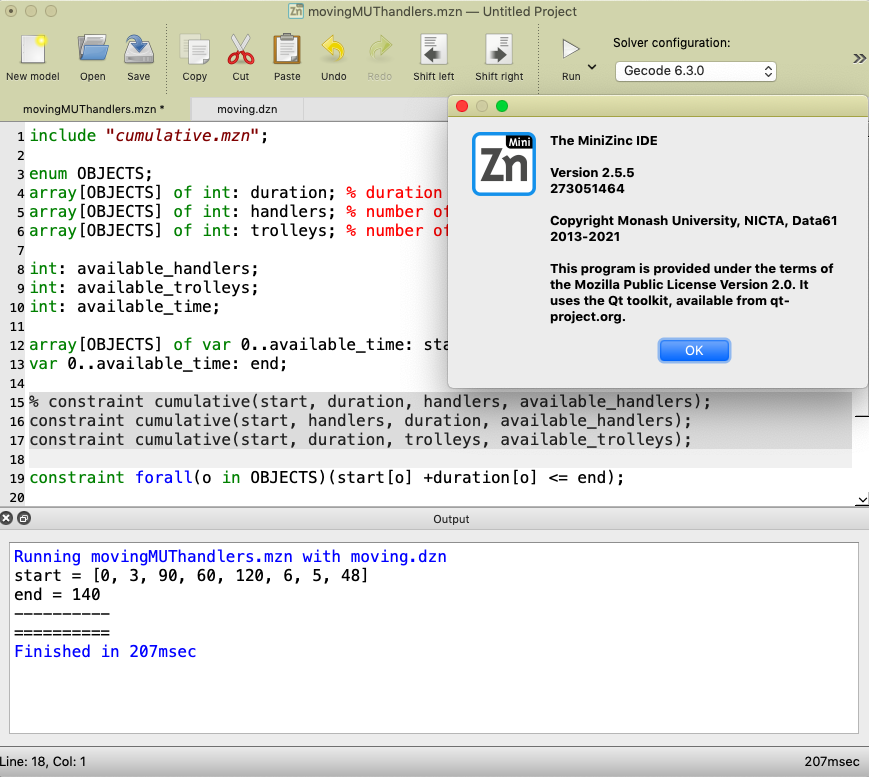 movingMUThandlers.mzn — Untitled Project
New model Open Save Copy Cut Paste Undo Redo Shift left Shift right Run Solver configuration:
Gecode 6.3.0
movingMUThandlers.mzn * moving.dzn
1 include "cumulative.mzn";
2
3 enum OBJECTS;
4 array[OBJECTS] of int: duration; % duration
5 array[OBJECTS] of int: handlers; % number of
6 array[OBJECTS] of int: trolleys; % number of
7
8 int: available_handlers;
9 int: available_trolleys;
10 int: available_time;
11
12 array[OBJECTS] of var 0..available_time: sta
13 var 0..available_time: end;
14
15 % constraint cumulative(start, duration, handlers, available_handlers);
16 constraint cumulative(start, handlers, duration, available_handlers);
17 constraint cumulative(start, duration, trolleys, available_trolleys);
18
19 constraint forall(o in OBJECTS)(start[o] +duration[o] <= end);
20
Mini
Zn
The MiniZinc IDE
Version 2.5.5
273051464
Copyright Monash University, NICTA, Data61
2013-2021
This program is provided under the terms of
the Mozilla Public License Version 2.0. It
uses the Qt toolkit, available from qt-
project.org.
OK
Output
Running movingMUThandlers.mzn with moving.dzn
start = [0, 3, 90, 60, 120, 6, 5, 48]
end = 140
----------
==========
Finished in 207msec
Line: 18, Col: 1
207msec